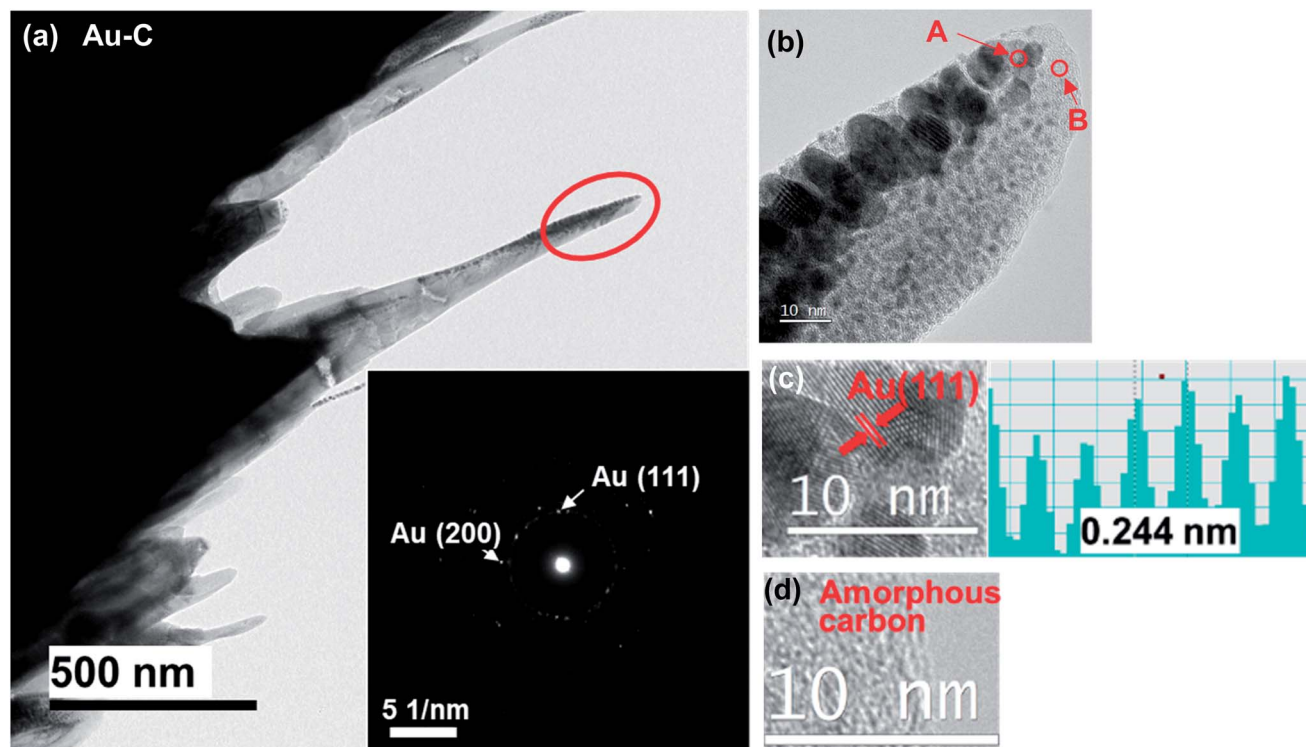 (a) Au-C
500 nm
Au (111)
Au (200)
5 1/nm
(b)
A
B
10 nm
(c)
Au(111)
10 nm
0.244 nm
(d)
Amorphous
carbon
10 nm